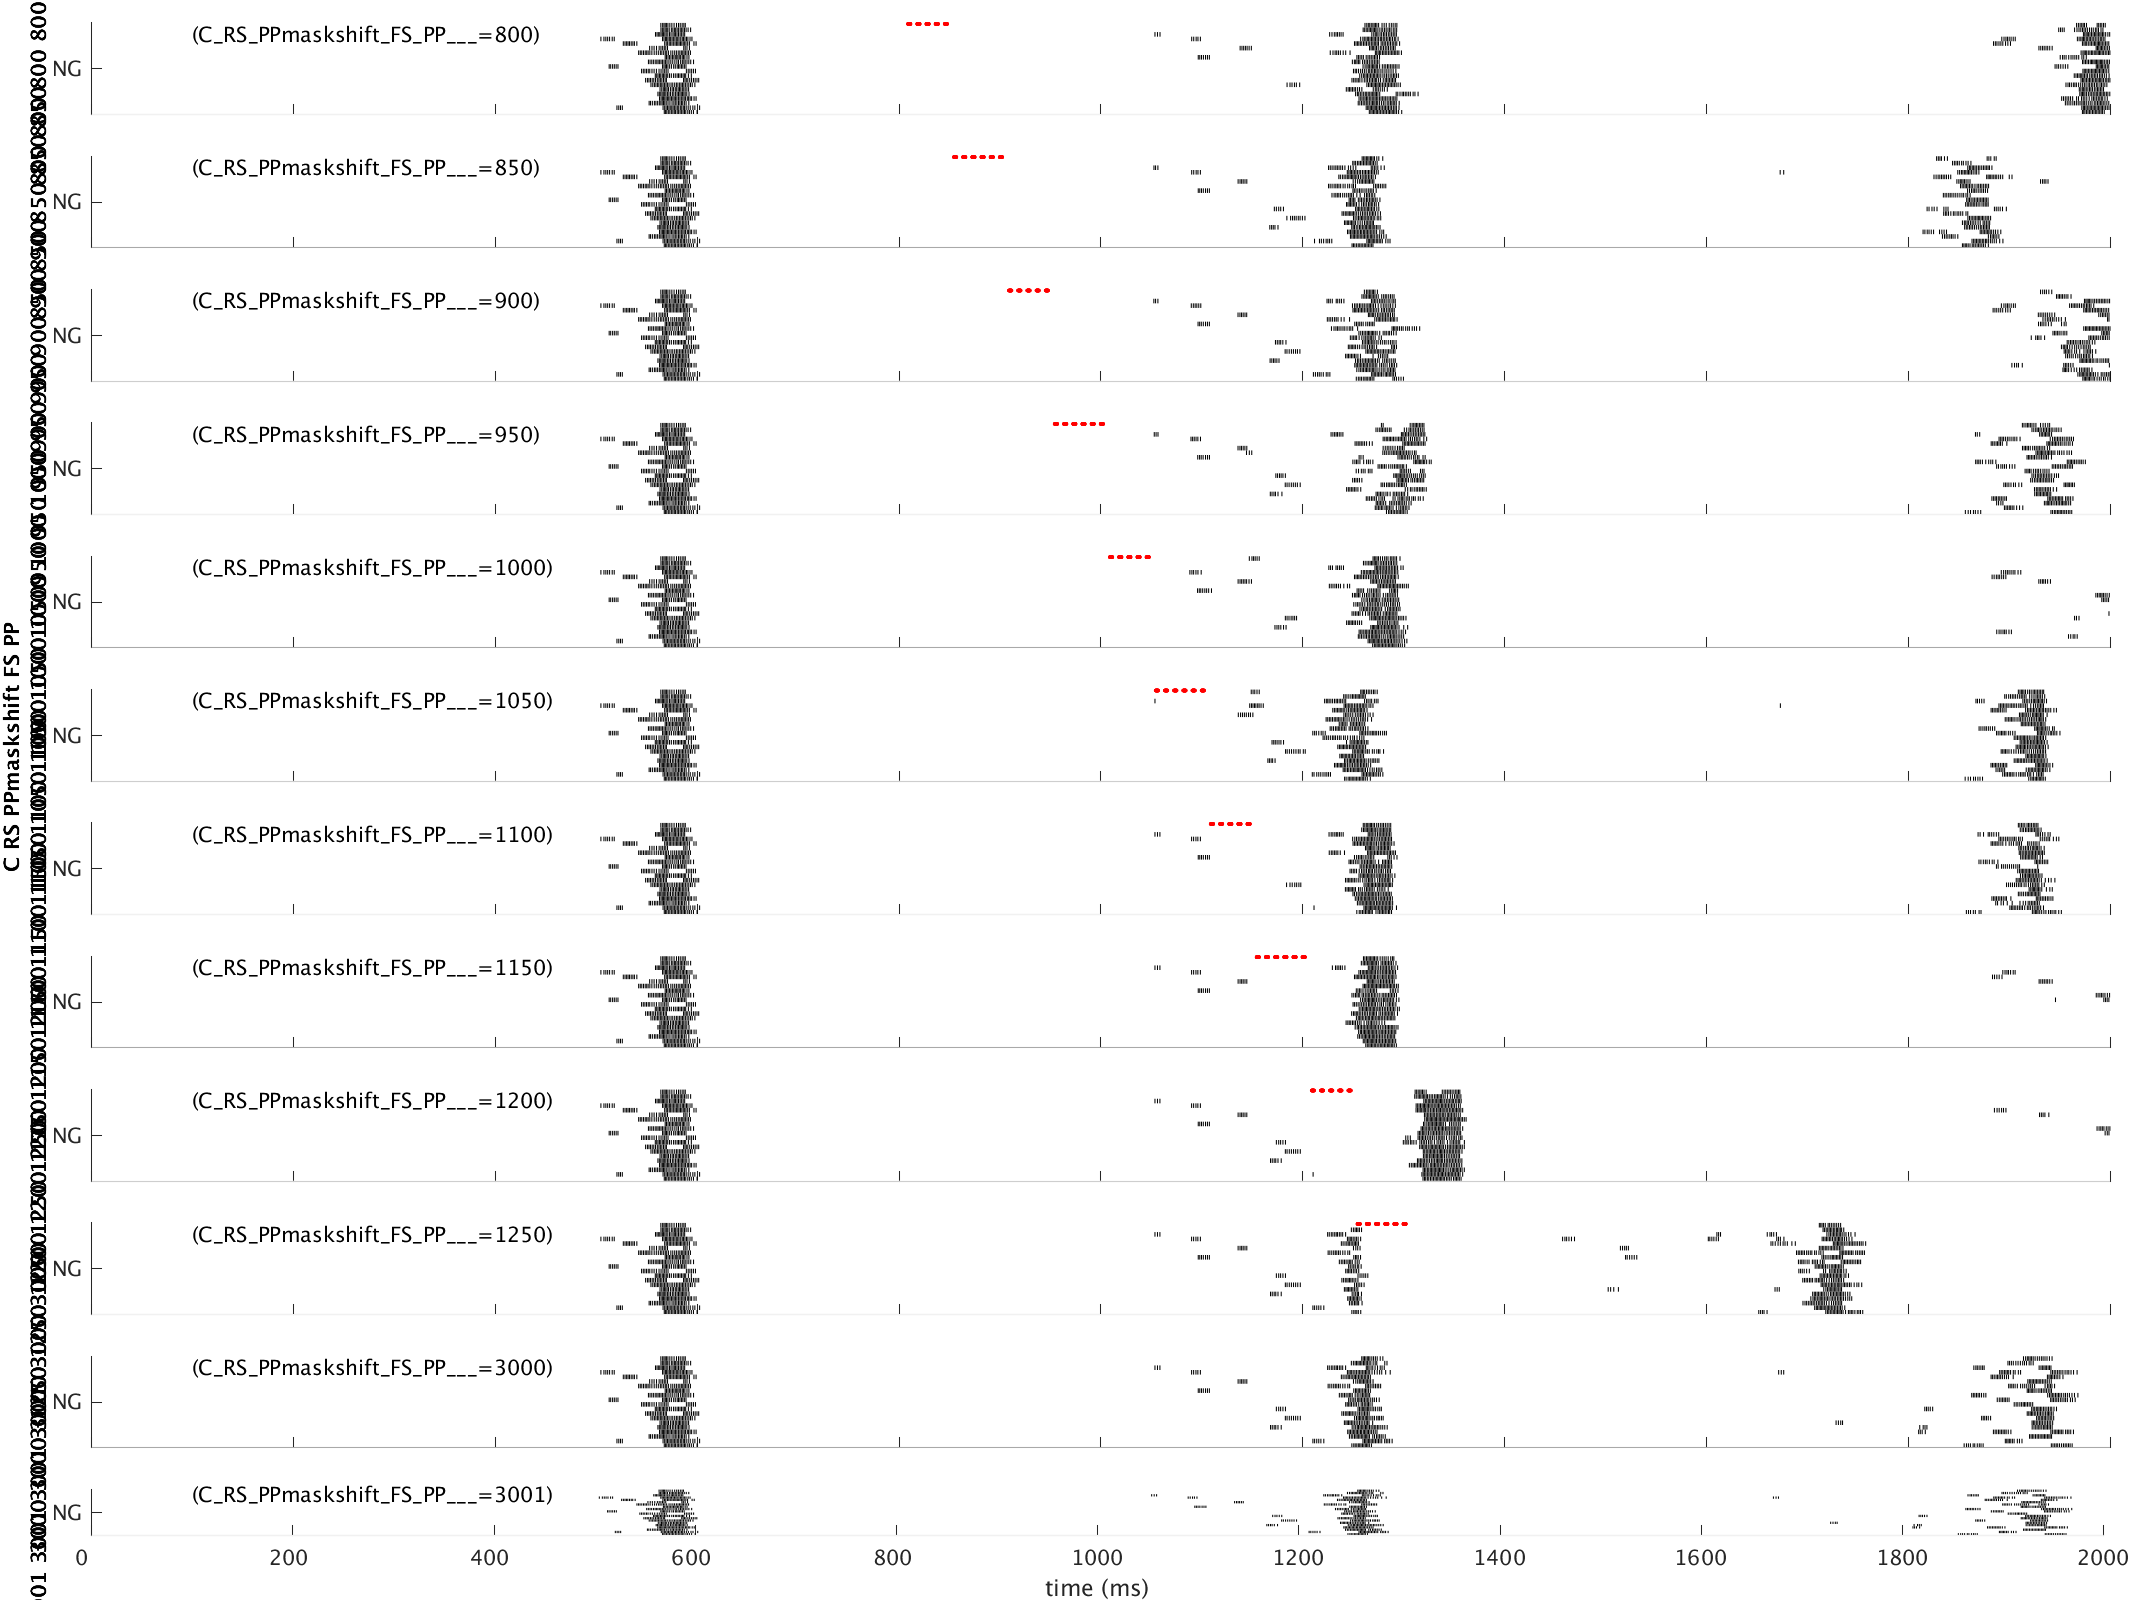 (C_RS_PPmaskshift_FS_PP___=800)
NG
(C_RS_PPmaskshift_FS_PP___=850)
NG
(C_RS_PPmaskshift_FS_PP___=900)
NG
(C_RS_PPmaskshift_FS_PP___=950)
NG
(C_RS_PPmaskshift_FS_PP___=1000)
NG
(C_RS_PPmaskshift_FS_PP___=1050)
NG
(C_RS_PPmaskshift_FS_PP___=1100)
NG
(C_RS_PPmaskshift_FS_PP___=1150)
NG
(C_RS_PPmaskshift_FS_PP___=1200)
NG
(C_RS_PPmaskshift_FS_PP___=1250)
NG
(C_RS_PPmaskshift_FS_PP___=3000)
NG
(C_RS_PPmaskshift_FS_PP___=3001)
NG
C RS PPmaskshift FS PP
0 200 400 600 800 1000 1200 1400 1600 1800 2000
time (ms)